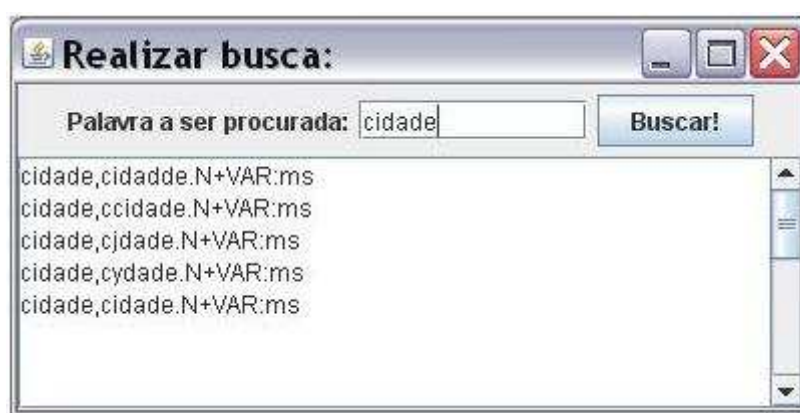 Realizar busca:
Palavra a ser procurada: cidade Buscar!
cidade,cidadde.N+VAR:ms
cidade,ccidade.N+VAR:ms
cidade,cjdade.N+VAR:ms
cidade,cydade.N+VAR:ms
cidade,cidade.N+VAR:ms